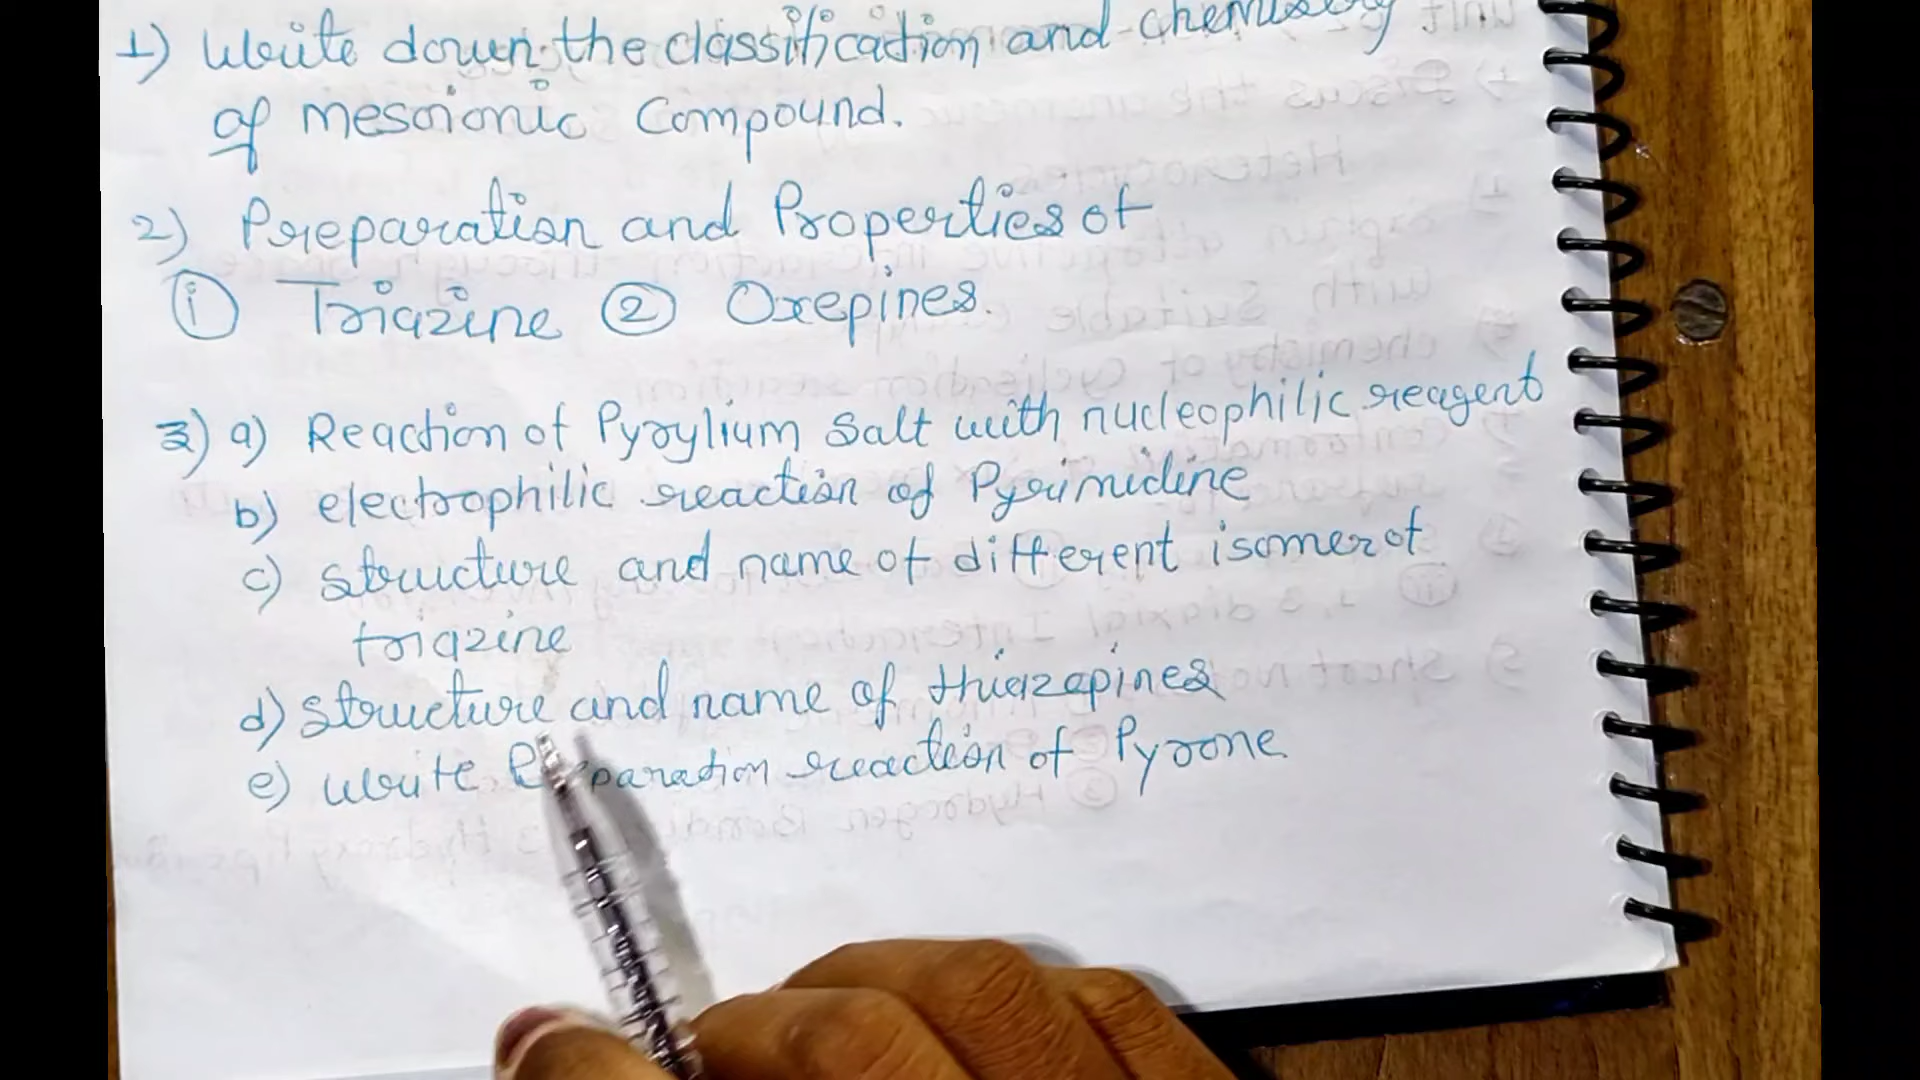 1) Write down the classification and chemistry
of mesoionic Compound.
2) Preparation and Properties of
i Triazine 2 Oxepines.
3) a) Reaction of Pyrylium Salt with nucleophilic reagent
b) electrophilic reaction of Pyrimidine
c) structure and name of different isomer of
triazine
d) structure and name of thiazepines
e) write Preparation reaction of Pyrone